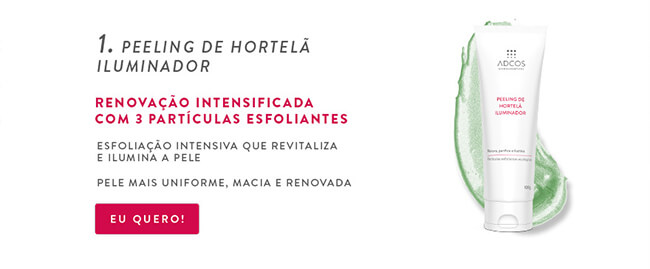 1. PEELING DE HORTELÃ
ILUMINADOR
RENOVAÇÃO INTENSIFICADA
COM 3 PARTÍCULAS ESFOLIANTES
ESFOLIAÇÃO INTENSIVA QUE REVITALIZA
E ILUMINA A PELE
PELE MAIS UNIFORME, MACIA E RENOVADA
EU QUERO!
ADCOS
PEELING DE
HORTELÃ
ILUMINADOR